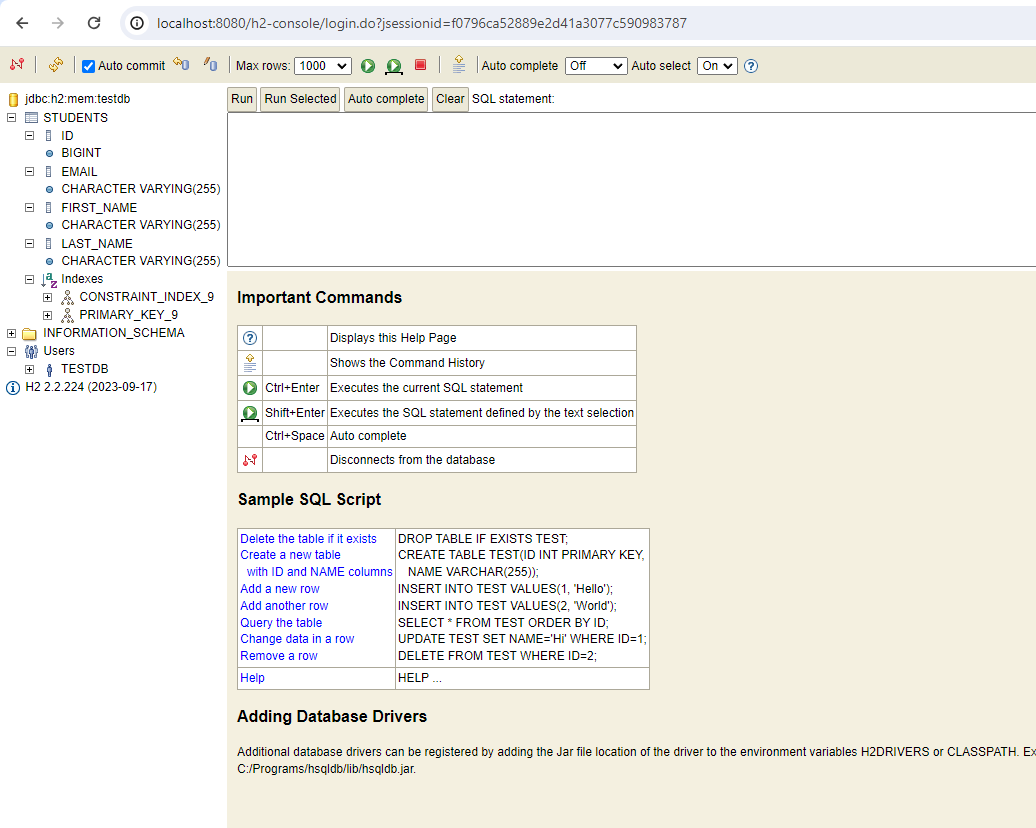 localhost:8080/h2-console/login.do?jsessionid=f0796ca52889e2d41a3077c590983787
Auto commit Max rows: 1000 Auto complete Off Auto select On
jdbc:h2:mem:testdb
STUDENTS
ID
BIGINT
EMAIL
CHARACTER VARYING(255)
FIRST_NAME
CHARACTER VARYING(255)
LAST_NAME
CHARACTER VARYING(255)
Indexes
CONSTRAINT_INDEX_9
PRIMARY_KEY_9
INFORMATION_SCHEMA
Users
TESTDB
H2 2.2.224 (2023-09-17)
Run Run Selected Auto complete Clear SQL statement:
Important Commands
Displays this Help Page
Shows the Command History
Ctrl+Enter Executes the current SQL statement
Shift+Enter Executes the SQL statement defined by the text selection
Ctrl+Space Auto complete
Disconnects from the database
Sample SQL Script
Delete the table if it exists DROP TABLE IF EXISTS TEST;
Create a new table CREATE TABLE TEST(ID INT PRIMARY KEY,
with ID and NAME columns NAME VARCHAR(255));
Add a new row INSERT INTO TEST VALUES(1, 'Hello');
Add another row INSERT INTO TEST VALUES(2, 'World');
Query the table SELECT * FROM TEST ORDER BY ID;
Change data in a row UPDATE TEST SET NAME='Hi' WHERE ID=1;
Remove a row DELETE FROM TEST WHERE ID=2;
Help HELP ...
Adding Database Drivers
Additional database drivers can be registered by adding the Jar file location of the driver to the environment variables H2DRIVERS or CLASSPATH.
C:/Programs/hsqldb/lib/hsqldb.jar.